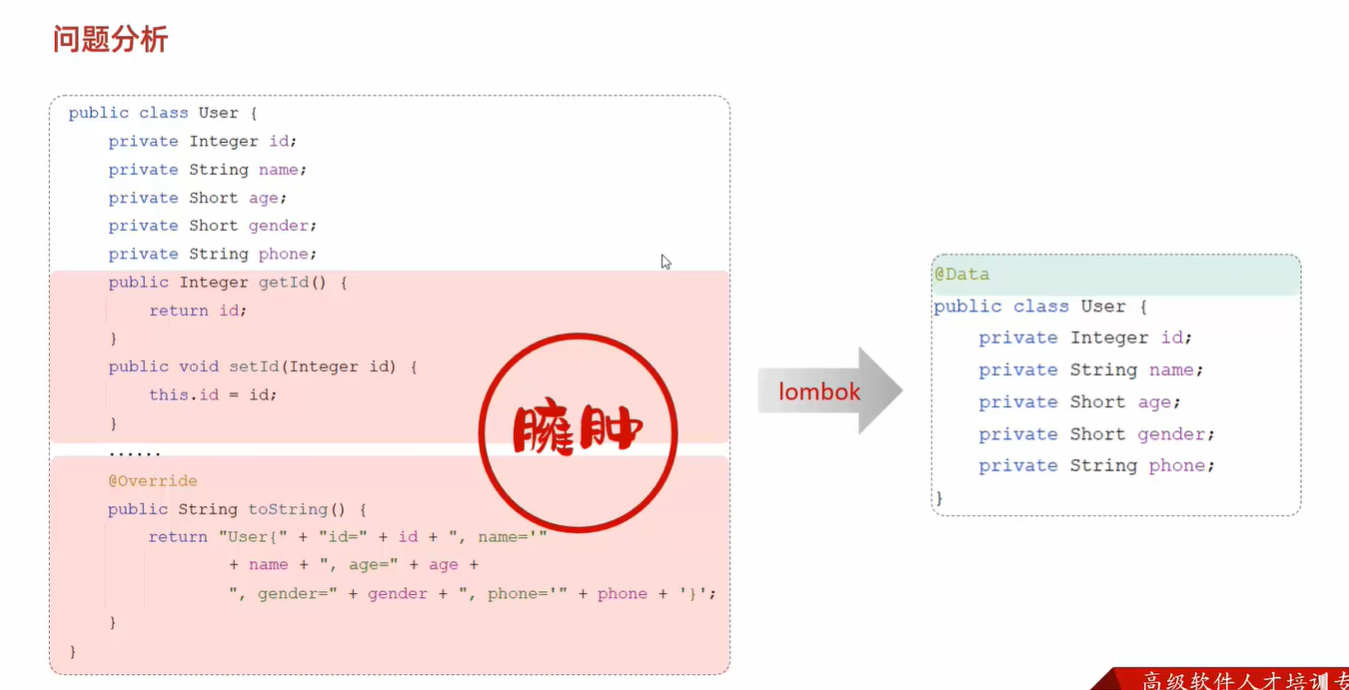 问题分析
public class User {
private Integer id;
private String name;
private Short age;
private Short gender;
private String phone;
public Integer getId() {
return id;
}
public void setId(Integer id) {
this.id = id;
}
......
@Override
public String toString() {
return "User{" + "id=" + id + ", name='"
+ name + ", age=" + age +
", gender=" + gender + ", phone='" + phone + '}';
}
}
臃肿
lombok
@Data
public class User {
private Integer id;
private String name;
private Short age;
private Short gender;
private String phone;
}
高级软件人才培训专